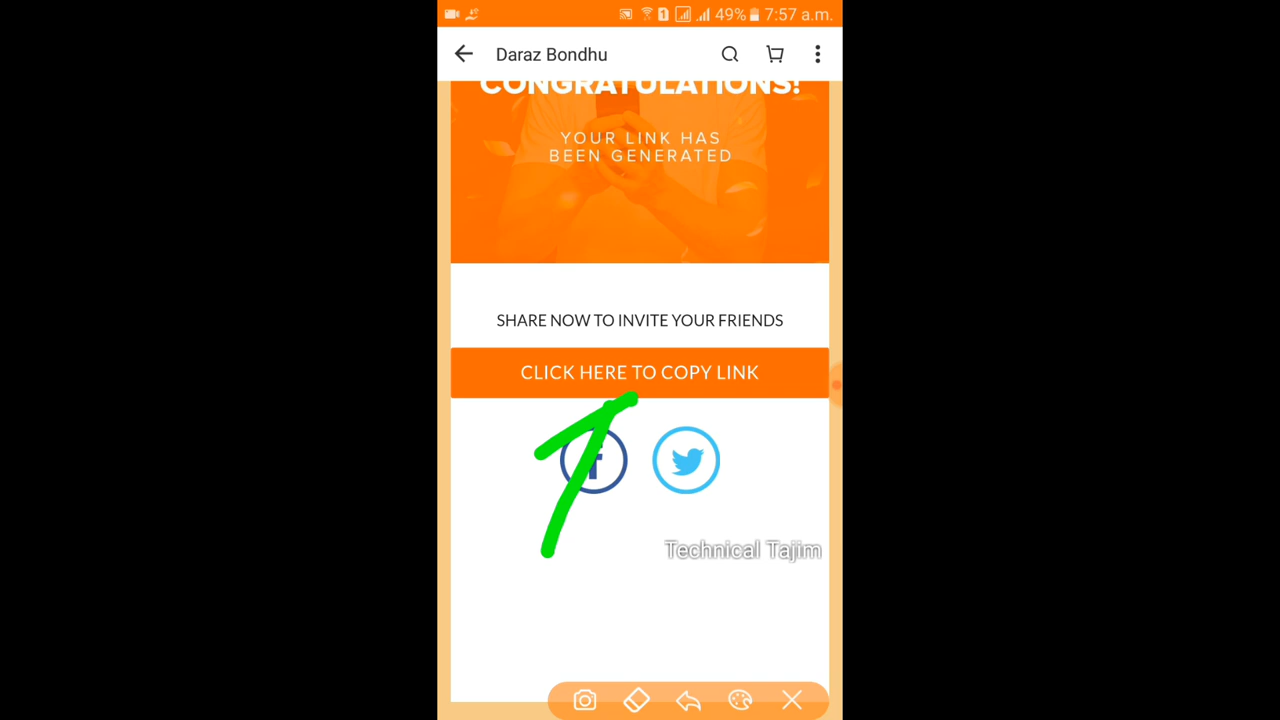 49% 7:57 a.m.
Daraz Bondhu
CONGRATULATIONS!
YOUR LINK HAS
BEEN GENERATED
SHARE NOW TO INVITE YOUR FRIENDS
CLICK HERE TO COPY LINK
Technical Tajim